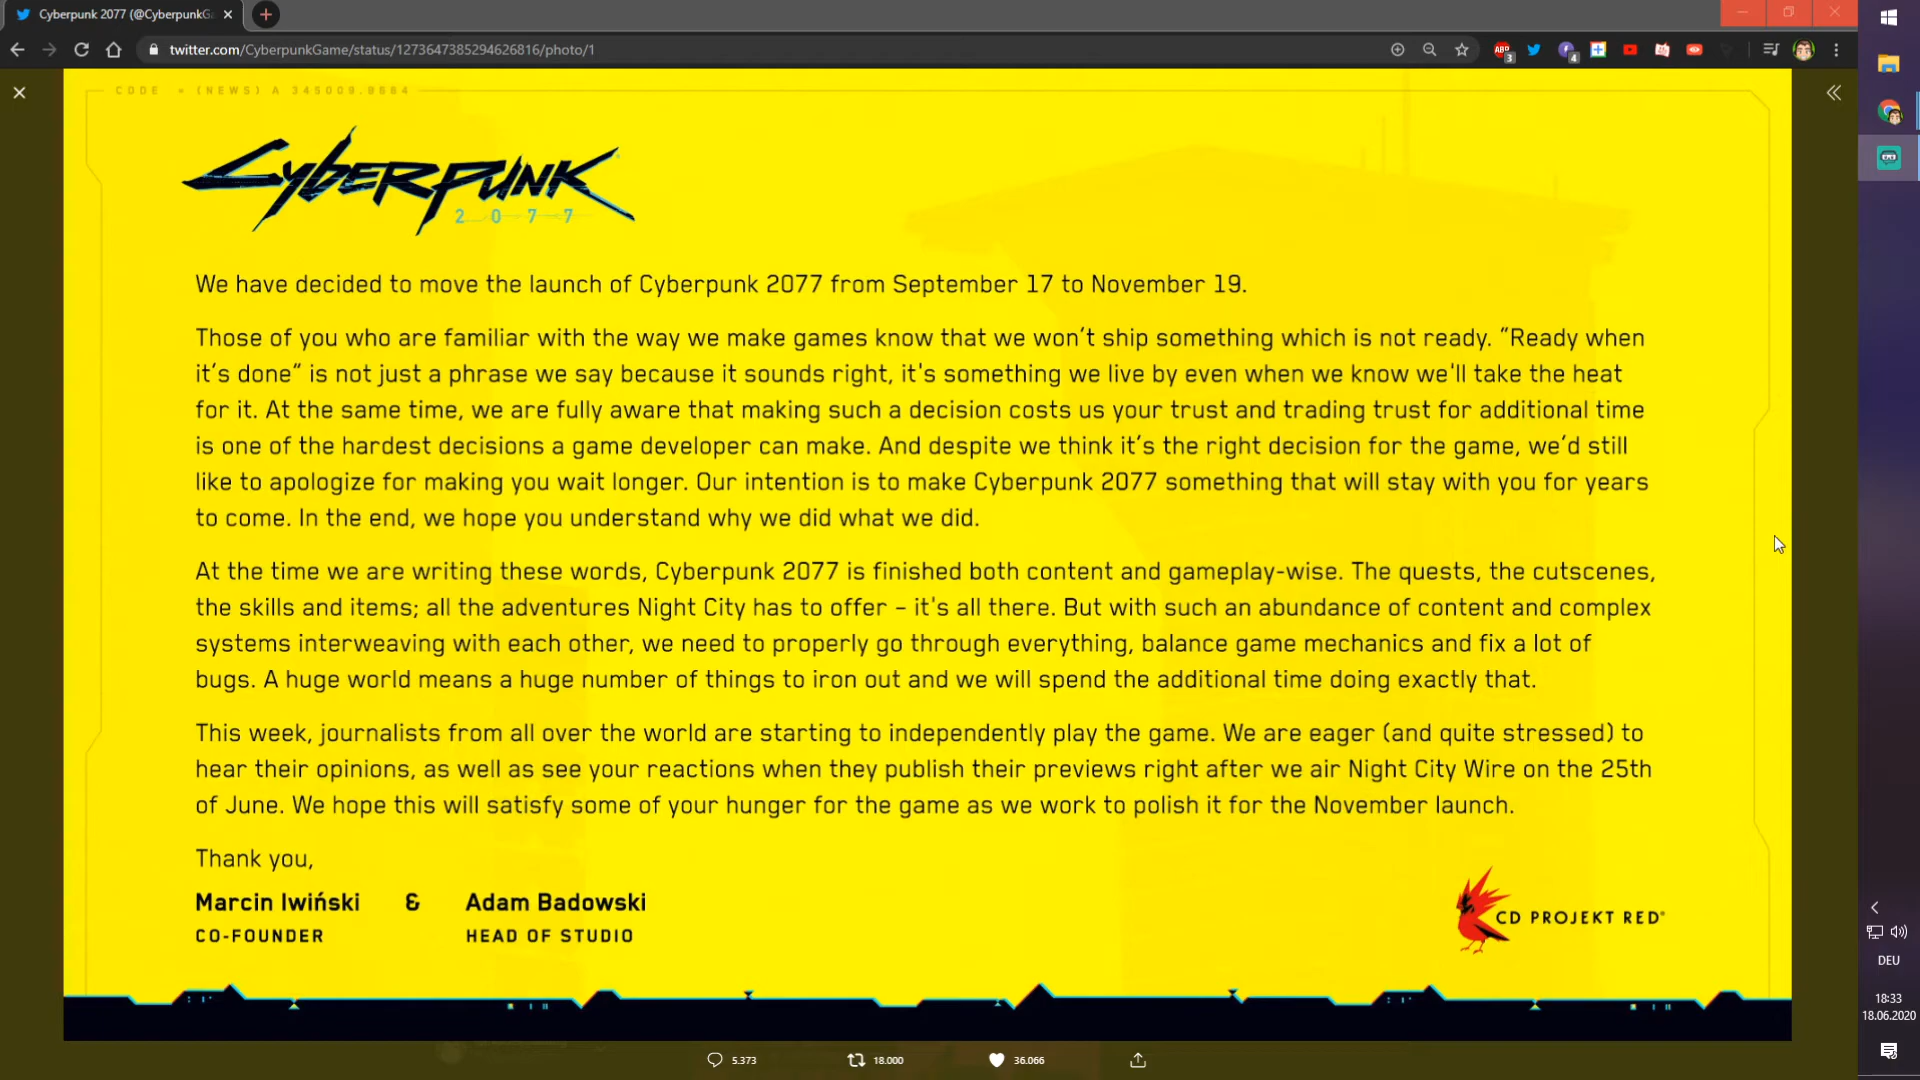 Cyberpunk 2077 (@CyberpunkGa
twitter.com/CyberpunkGame/status/1273647385294626816/photo/1
ABP
3
4
CODE = (NEWS) A 345009.9684
CYBERPUNK
2077
We have decided to move the launch of Cyberpunk 2077 from September 17 to November 19.
Those of you who are familiar with the way we make games know that we won't ship something which is not ready. “Ready when
it's done” is not just a phrase we say because it sounds right, it's something we live by even when we know we'll take the heat
for it. At the same time, we are fully aware that making such a decision costs us your trust and trading trust for additional time
is one of the hardest decisions a game developer can make. And despite we think it's the right decision for the game, we'd still
like to apologize for making you wait longer. Our intention is to make Cyberpunk 2077 something that will stay with you for years
to come. In the end, we hope you understand why we did what we did.
At the time we are writing these words, Cyberpunk 2077 is finished both content and gameplay-wise. The quests, the cutscenes,
the skills and items; all the adventures Night City has to offer – it's all there. But with such an abundance of content and complex
systems interweaving with each other, we need to properly go through everything, balance game mechanics and fix a lot of
bugs. A huge world means a huge number of things to iron out and we will spend the additional time doing exactly that.
This week, journalists from all over the world are starting to independently play the game. We are eager (and quite stressed) to
hear their opinions, as well as see your reactions when they publish their previews right after we air Night City Wire on the 25th
of June. We hope this will satisfy some of your hunger for the game as we work to polish it for the November launch.
Thank you,
Marcin Iwiński & Adam Badowski
CO-FOUNDER HEAD OF STUDIO
CD PROJEKT RED®
5.373 18.000 36.066
DEU
18:33
18.06.2020